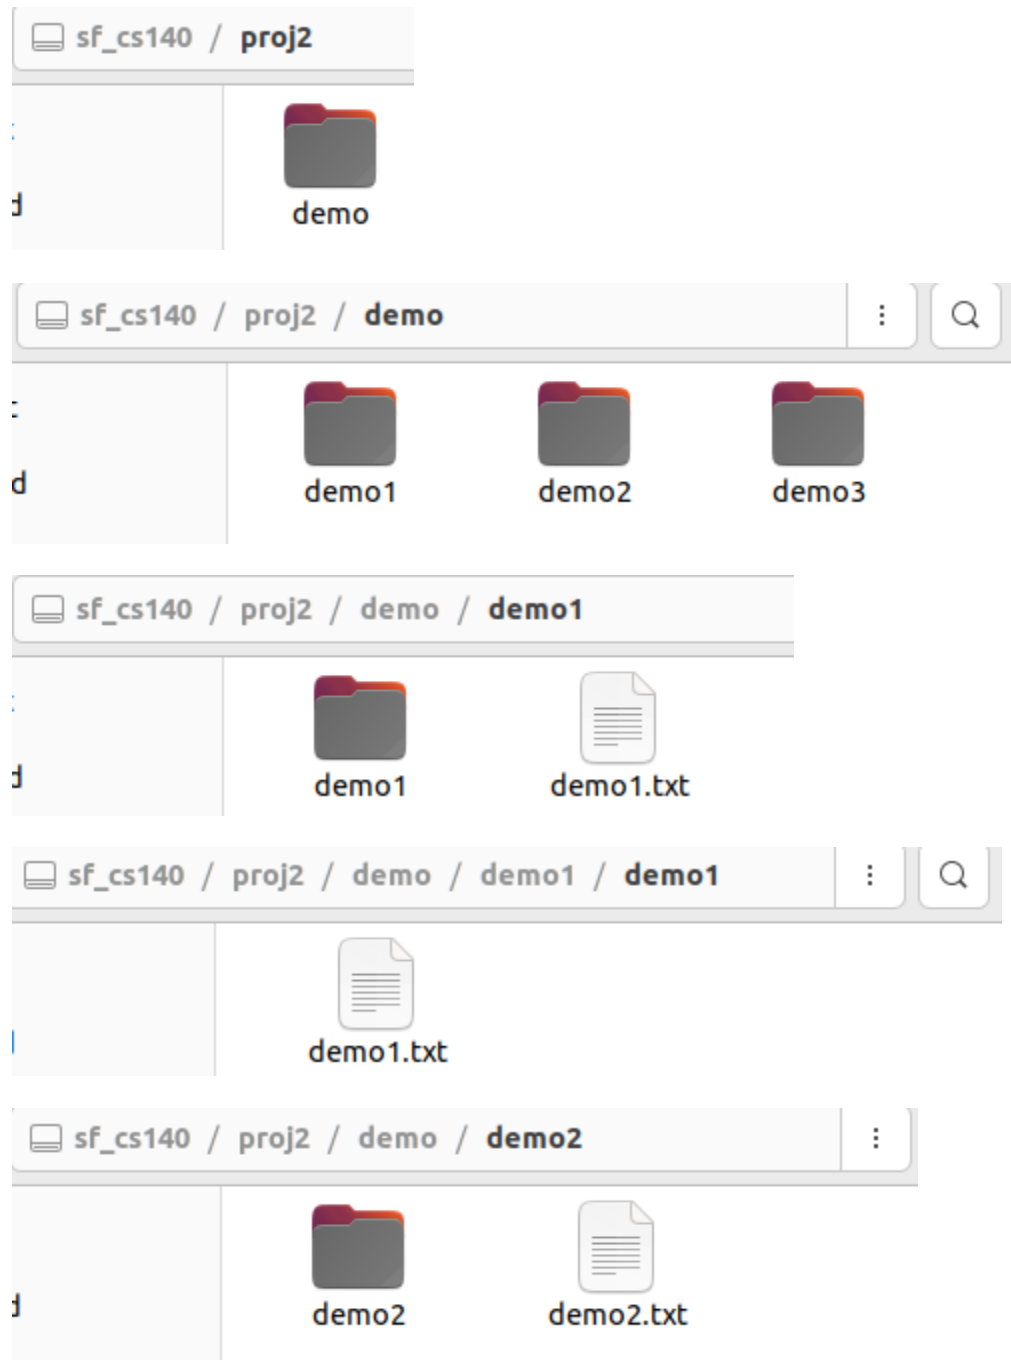 sf_cs140 / proj2
d
demo
sf_cs140 / proj2 / demo
d
demo1 demo2 demo3
sf_cs140 / proj2 / demo / demo1
d
demo1 demo1.txt
sf_cs140 / proj2 / demo / demo1 / demo1
demo1.txt
sf_cs140 / proj2 / demo / demo2
d
demo2 demo2.txt